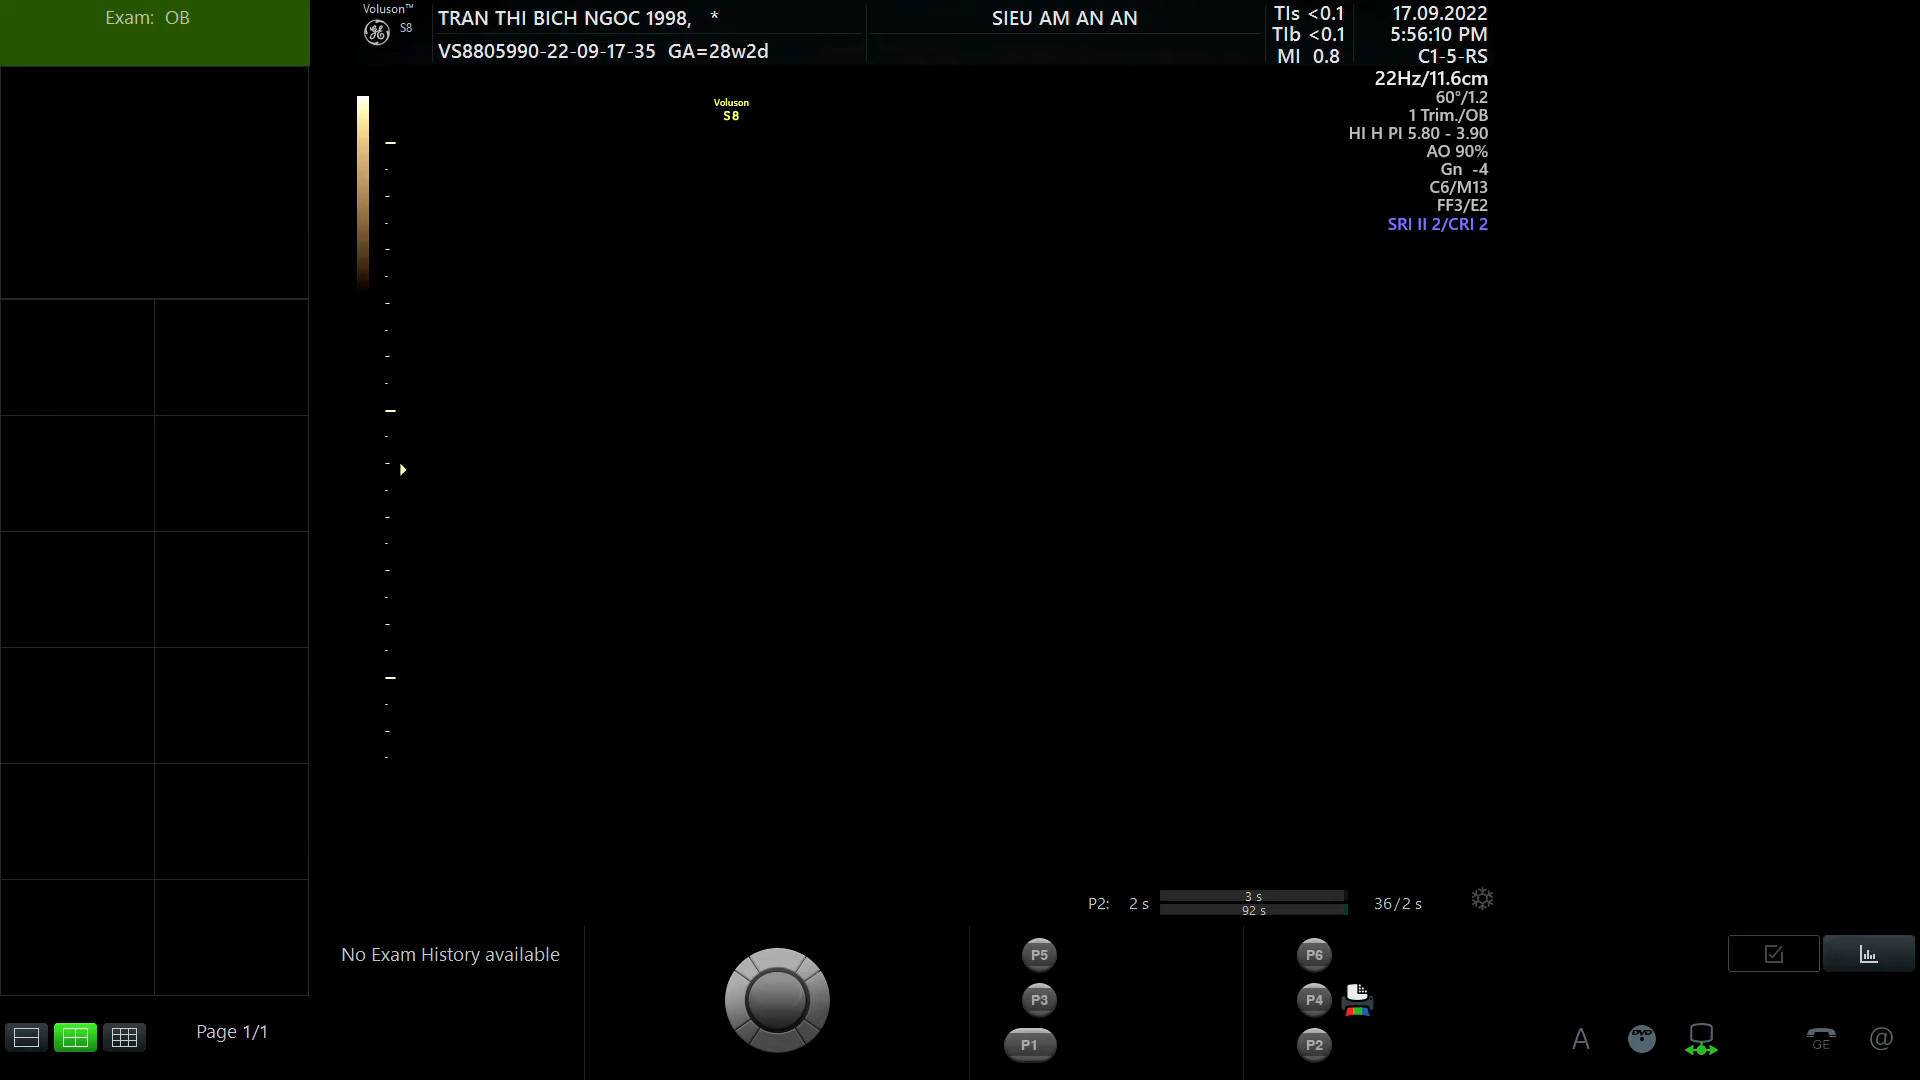 Exam: OB
Voluson™
S8
TRAN THI BICH NGOC 1998, *
VS8805990-22-09-17-35 GA=28w2d
SIEU AM AN AN
TIs <0.1
TIb <0.1
MI 0.8
17.09.2022
5:56:10 PM
C1-5-RS
22Hz/11.6cm
60°/1.2
1 Trim./OB
HI H PI 5.80 - 3.90
AO 90%
Gn -4
C6/M13
FF3/E2
SRI II 2/CRI 2
Voluson
S8
P2: 2 s
3 s
92 s
36/2 s
No Exam History available
P5
P3
P1
P6
P4
P2
Page 1/1
A
DVD
GE
@